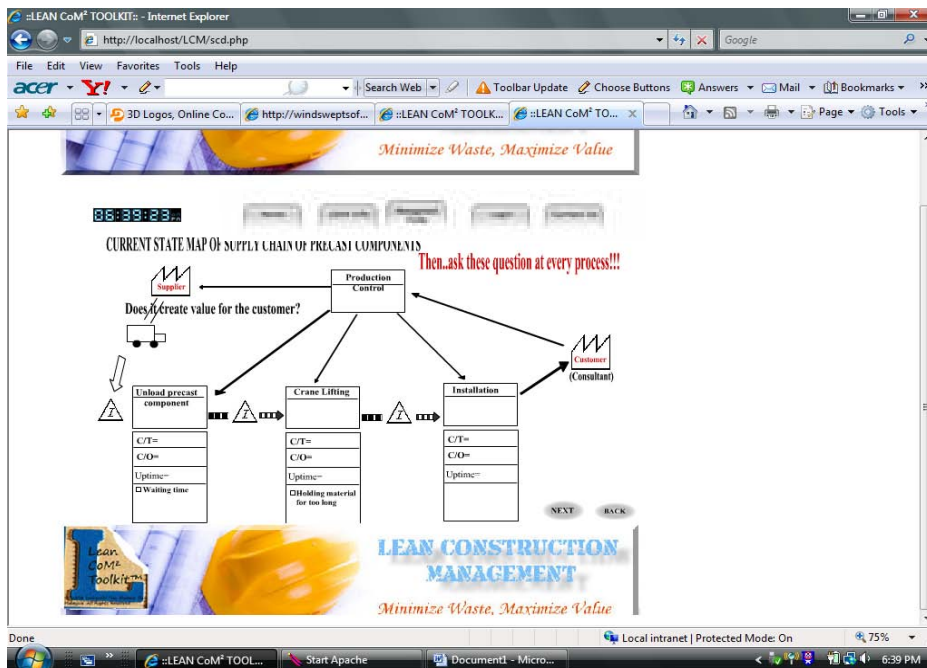 ::LEAN CoM² TOOLKIT:: - Internet Explorer
http://localhost/LCM/scd.php
Google
File Edit View Favorites Tools Help
acer Y! Search Web Toolbar Update Choose Buttons Answers Mail Bookmarks
3D Logos, Online Co... http://windsweptsof... ::LEAN CoM² TOOLK... ::LEAN CoM² TO... Page Tools
Minimize Waste, Maximize Value
CURRENT STATE MAP OF SUPPLY CHAIN OF PRECAST COMPONENTS
Then..ask these question at every process!!!
Supplier
Production
Control
Does it create value for the customer?
Customer
(Consultant)
Unload precast
component
Crane Lifting
Installation
I
I
I
C/T=
C/O=
Uptime=
Waiting time
C/T=
C/O=
Uptime=
Holding material
for too long
C/T=
C/O=
Uptime=
NEXT BACK
Lean
CoM²
Toolkit™
LEAN CONSTRUCTION
MANAGEMENT
Minimize Waste, Maximize Value
Done Local intranet | Protected Mode: On 75%
::LEAN CoM² TOOL... Start Apache Document1 - Micro... 6:39 PM